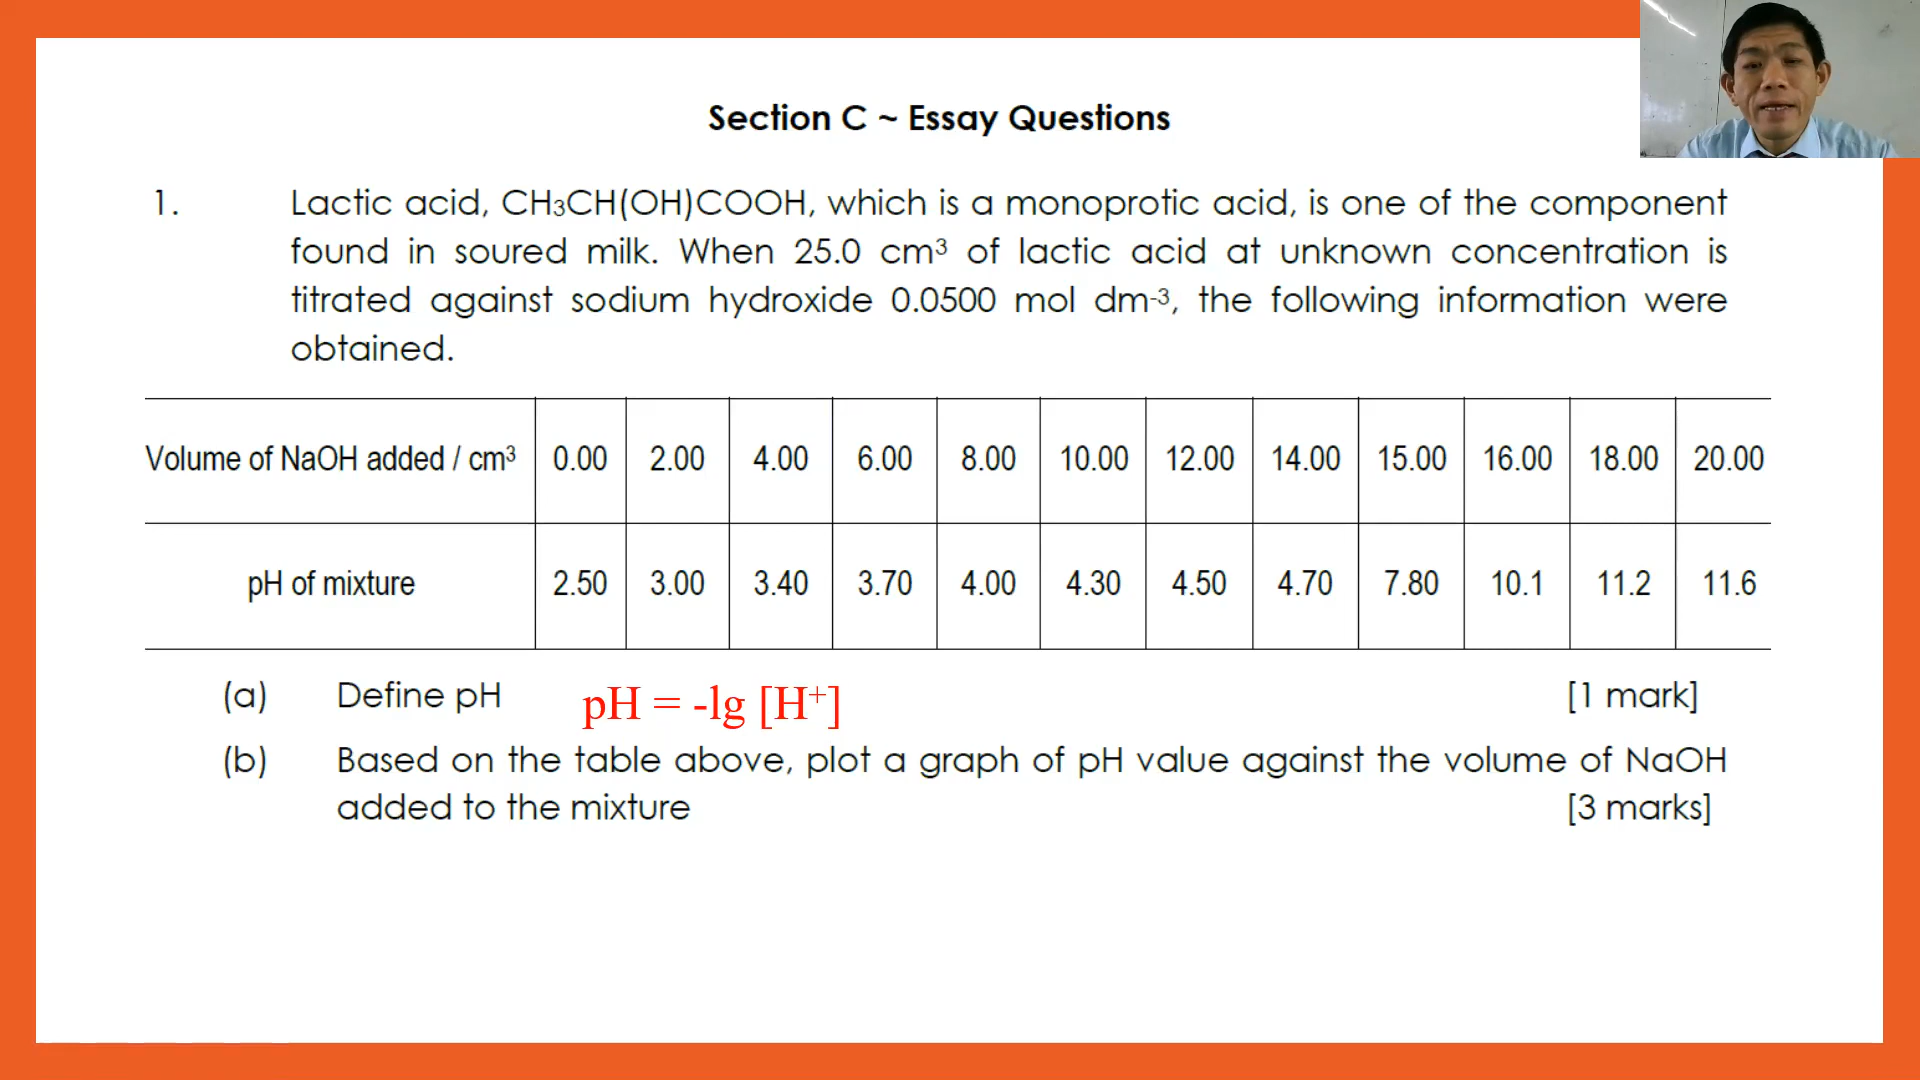 Section C ~ Essay Questions
1. Lactic acid, CH₃CH(OH)COOH, which is a monoprotic acid, is one of the component
found in soured milk. When 25.0 cm³ of lactic acid at unknown concentration is
titrated against sodium hydroxide 0.0500 mol dm⁻³, the following information were
obtained.
Volume of NaOH added / cm³ 0.00 2.00 4.00 6.00 8.00 10.00 12.00 14.00 15.00 16.00 18.00 20.00
pH of mixture 2.50 3.00 3.40 3.70 4.00 4.30 4.50 4.70 7.80 10.1 11.2 11.6
(a) Define pH pH = -lg [H⁺] [1 mark]
(b) Based on the table above, plot a graph of pH value against the volume of NaOH
added to the mixture [3 marks]